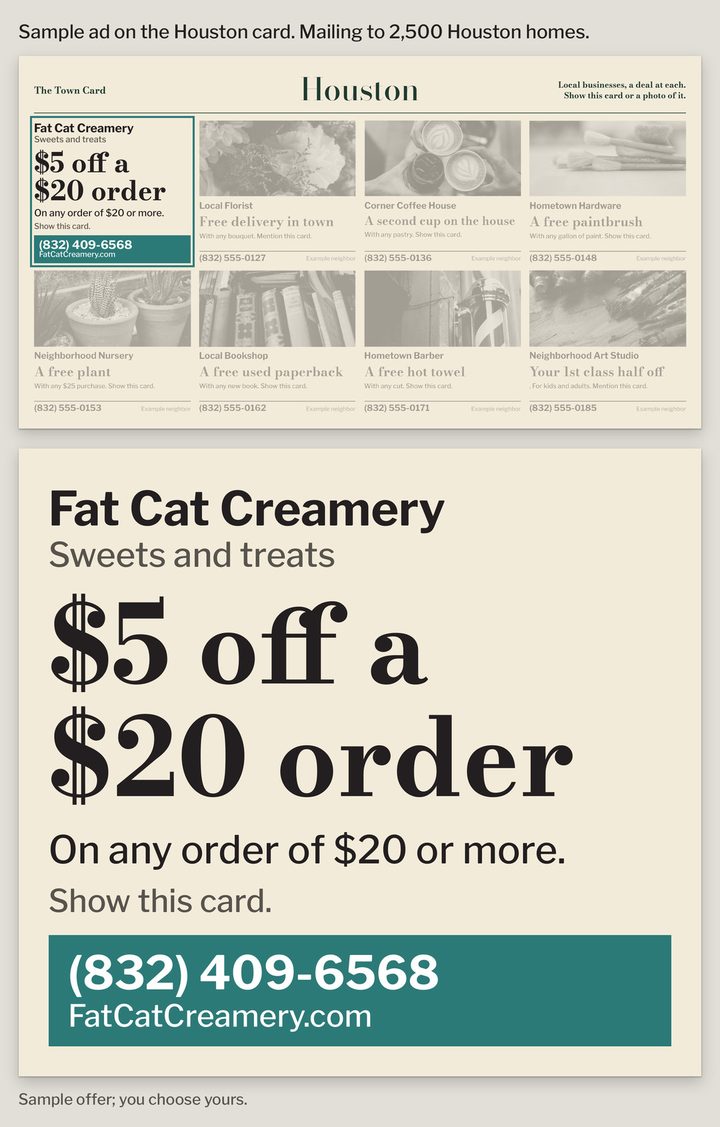 Sample ad on the Houston card. Mailing to 2,500 Houston homes.
The Town Card
Houston
Local businesses, a deal at each.
Show this card or a photo of it.
Fat Cat Creamery
Sweets and treats
$5 off a
$20 order
On any order of $20 or more.
Show this card.
(832) 409-6568
FatCatCreamery.com
Local Florist
Free delivery in town
With any bouquet. Mention this card.
(832) 555-0127
Example neighbor
Corner Coffee House
A second cup on the house
With any pastry. Show this card.
(832) 555-0136
Example neighbor
Hometown Hardware
A free paintbrush
With any gallon of paint. Show this card.
(832) 555-0148
Example neighbor
Neighborhood Nursery
A free plant
With any $25 purchase. Show this card.
(832) 555-0153
Example neighbor
Local Bookshop
A free used paperback
With any new book. Show this card.
(832) 555-0162
Example neighbor
Hometown Barber
A free hot towel
With any cut. Show this card.
(832) 555-0171
Example neighbor
Neighborhood Art Studio
Your 1st class half off
For kids and adults. Mention this card.
(832) 555-0185
Example neighbor
Fat Cat Creamery
Sweets and treats
$5 off a
$20 order
On any order of $20 or more.
Show this card.
(832) 409-6568
FatCatCreamery.com
Sample offer; you choose yours.